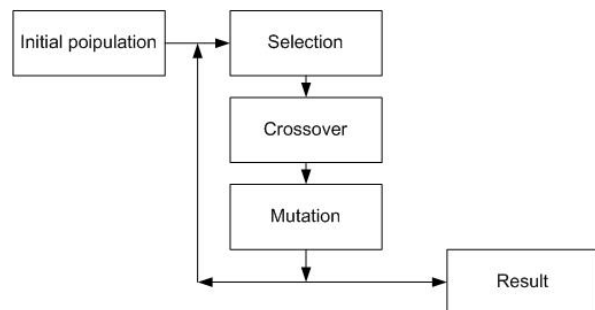 Initial poipulation
Selection
Crossover
Mutation
Result